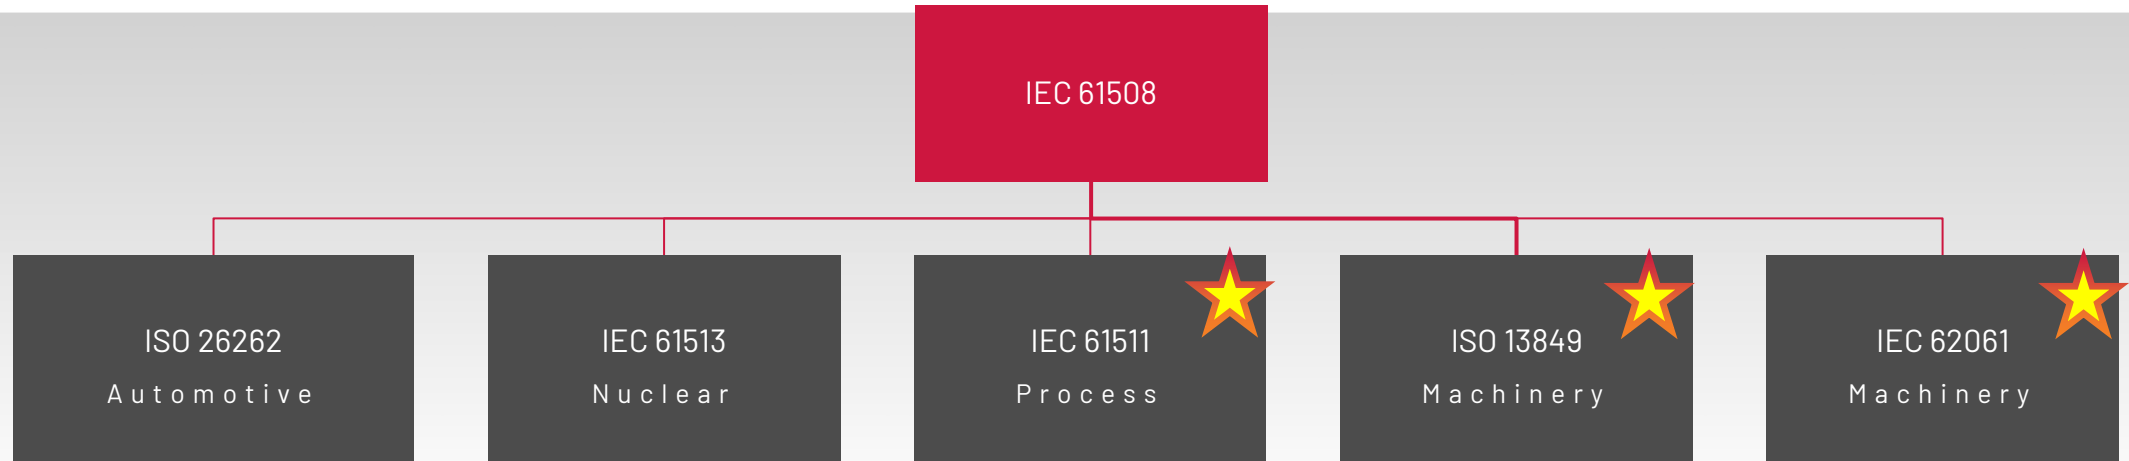 IEC 61508
ISO 26262
Automotive
IEC 61513
Nuclear
IEC 61511
Process
ISO 13849
Machinery
IEC 62061
Machinery